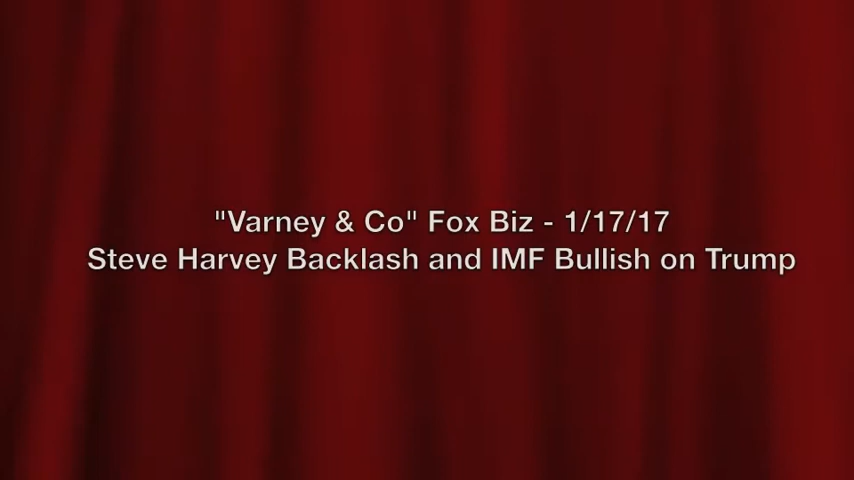 "Varney & Co" Fox Biz - 1/17/17
Steve Harvey Backlash and IMF Bullish on Trump